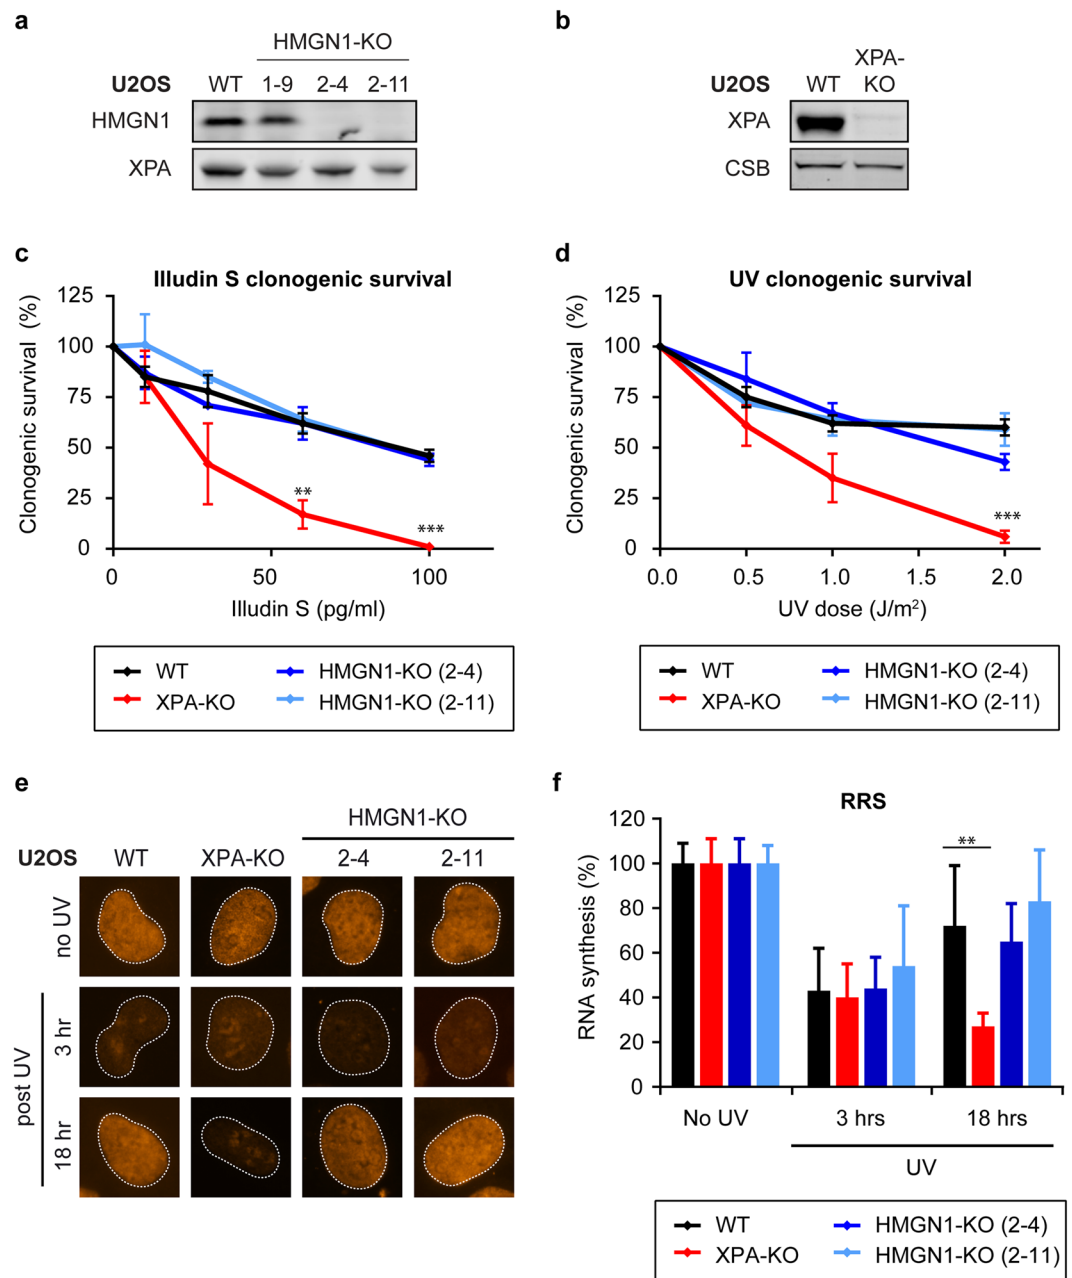 a
HMGN1-KO
U2OS WT 1-9 2-4 2-11
HMGN1
XPA
b
XPA-
KO
U2OS WT
XPA
CSB
c
Illudin S clonogenic survival
Clonogenic survival (%)
125
100
75
50
25
0
**
***
0 50 100
Illudin S (pg/ml)
WT
HMGN1-KO (2-4)
XPA-KO
HMGN1-KO (2-11)
d
UV clonogenic survival
Clonogenic survival (%)
125
100
75
50
25
0
***
0.0 0.5 1.0 1.5 2.0
UV dose (J/m²)
WT
HMGN1-KO (2-4)
XPA-KO
HMGN1-KO (2-11)
e
HMGN1-KO
U2OS WT XPA-KO 2-4 2-11
no UV
post UV
3 hr
18 hr
f
RRS
RNA synthesis (%)
120
100
80
60
40
20
0
**
No UV 3 hrs 18 hrs
UV
WT
HMGN1-KO (2-4)
XPA-KO
HMGN1-KO (2-11)